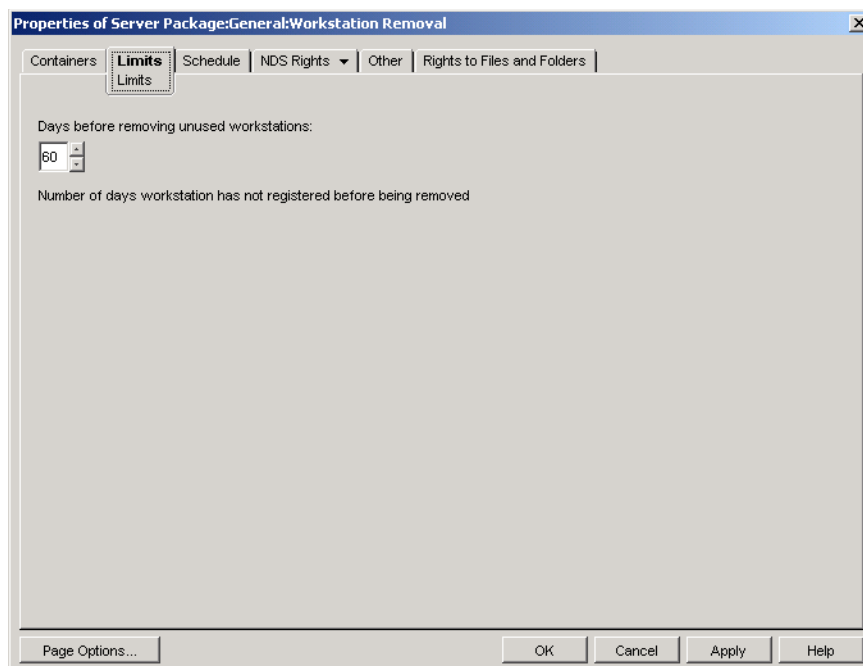 Properties of Server Package:General:Workstation Removal
Containers Limits Schedule NDS Rights Other Rights to Files and Folders
Limits
Days before removing unused workstations:
60
Number of days workstation has not registered before being removed
Page Options... OK Cancel Apply Help